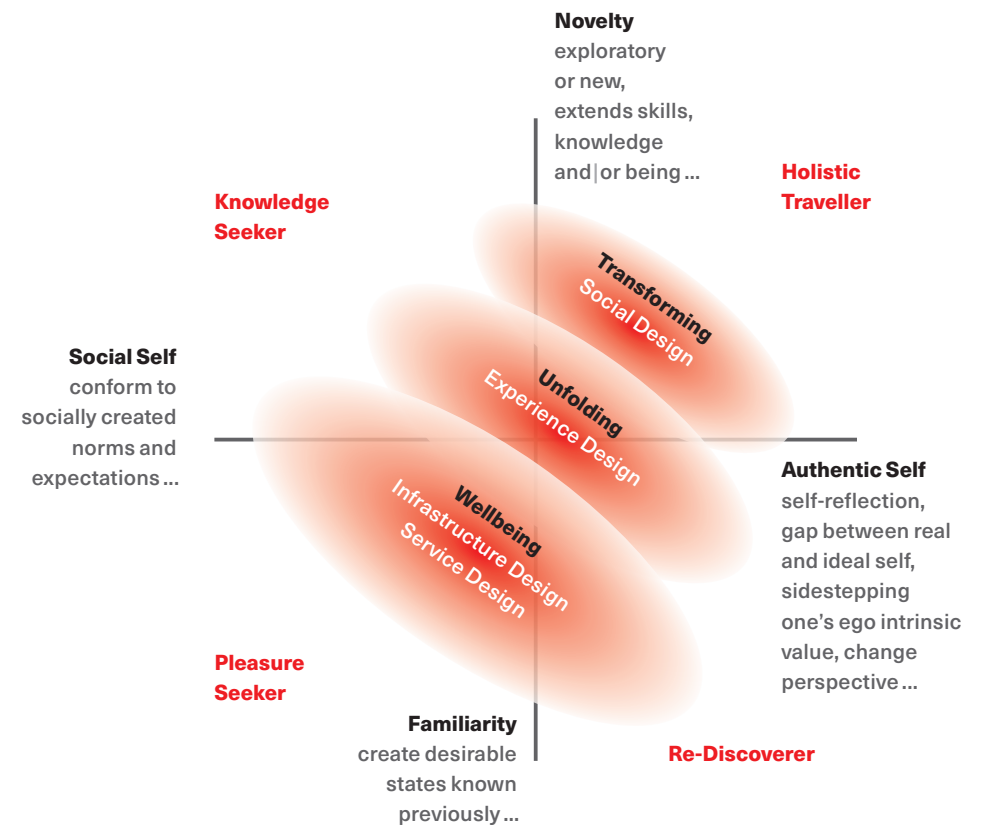 Novelty
exploratory
or new,
extends skills,
knowledge
and|or being ...
Holistic
Traveller
Knowledge
Seeker
Transforming
Social Design
Social Self
conform to
socially created
norms and
expectations ...
Unfolding
Experience Design
Authentic Self
self-reflection,
gap between real
and ideal self,
sidestepping
one's ego intrinsic
value, change
perspective ...
Wellbeing
Infrastructure Design
Service Design
Pleasure
Seeker
Familiarity
create desirable
states known
previously ...
Re-Discoverer